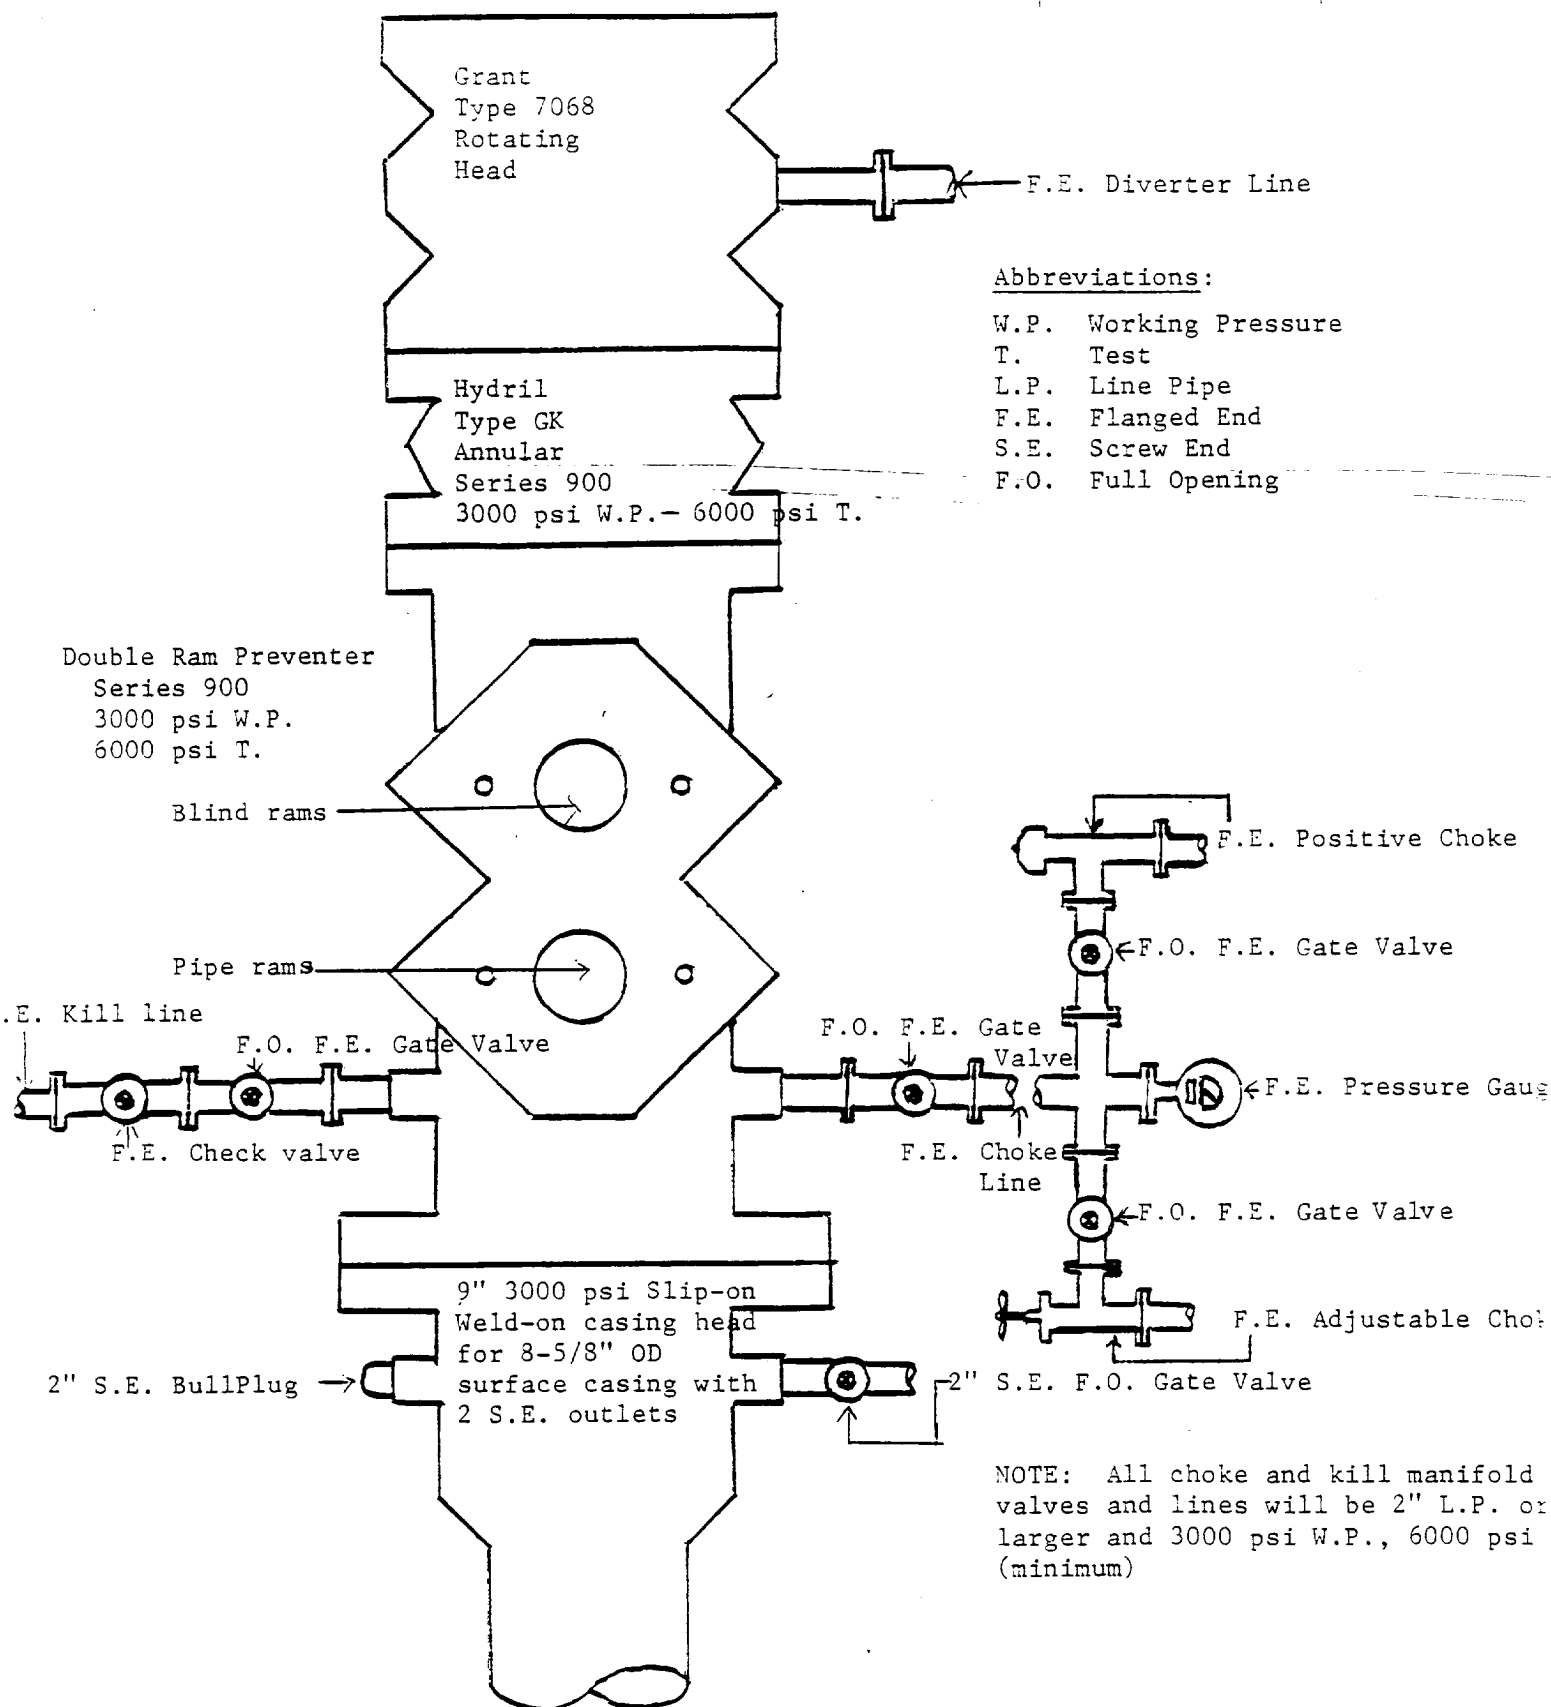 Grant
Type 7068
Rotating
Head
F.E. Diverter Line
Abbreviations:
W.P. Working Pressure
T. Test
L.P. Line Pipe
F.E. Flanged End
S.E. Screw End
F.O. Full Opening
Hydril
Type GK
Annular
Series 900
3000 psi W.P.— 6000 psi T.
Double Ram Preventer
Series 900
3000 psi W.P.
6000 psi T.
Blind rams
Pipe rams
.E. Kill line
F.O. F.E. Gate Valve
F.E. Check valve
F.O. F.E. Gate
Valve
F.E. Choke
Line
F.E. Positive Choke
F.O. F.E. Gate Valve
F.E. Pressure Gaug
F.O. F.E. Gate Valve
F.E. Adjustable Cho
9" 3000 psi Slip-on
Weld-on casing head
for 8-5/8" OD
surface casing with
2 S.E. outlets
2" S.E. BullPlug
2" S.E. F.O. Gate Valve
NOTE: All choke and kill manifold
valves and lines will be 2" L.P. or
larger and 3000 psi W.P., 6000 psi
(minimum)